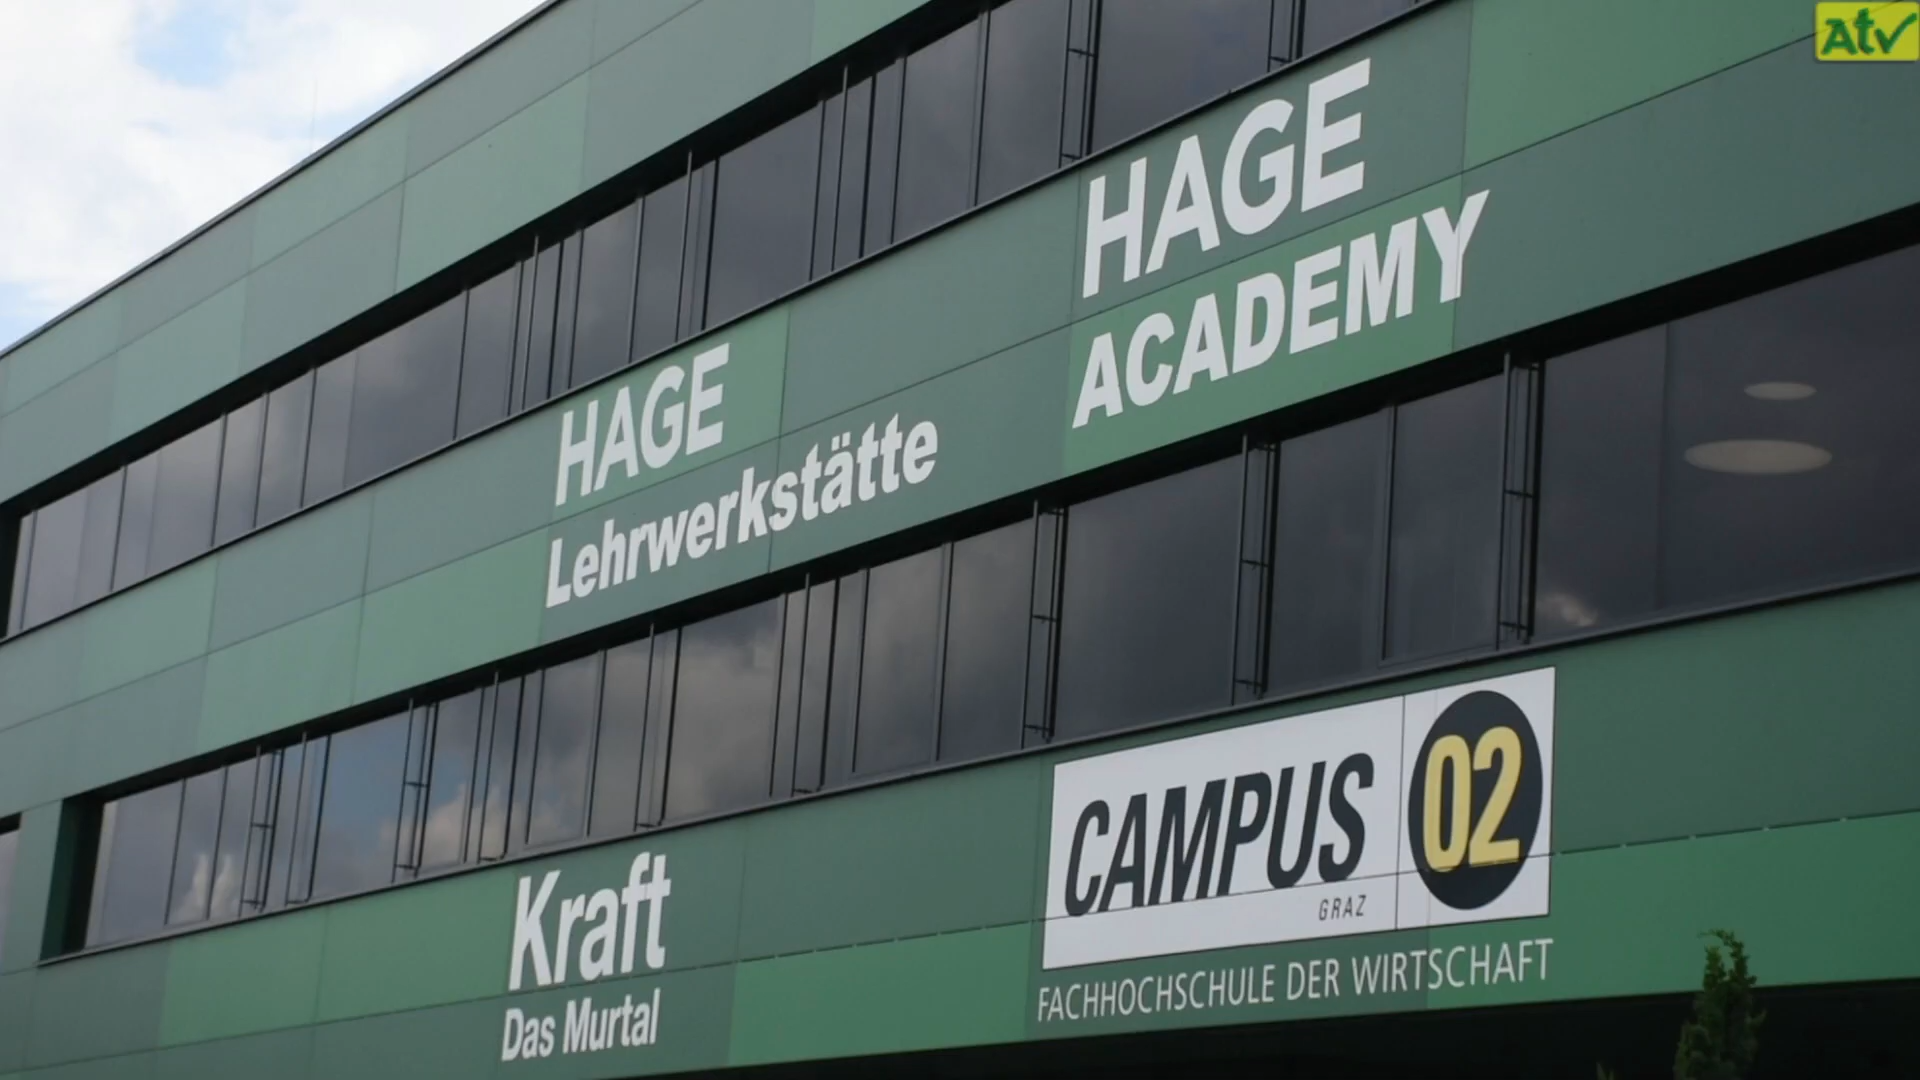 Atv
HAGE
ACADEMY
HAGE
Lehrwerkstätte
CAMPUS 02
GRAZ
FACHHOCHSCHULE DER WIRTSCHAFT
Kraft
Das Murtal